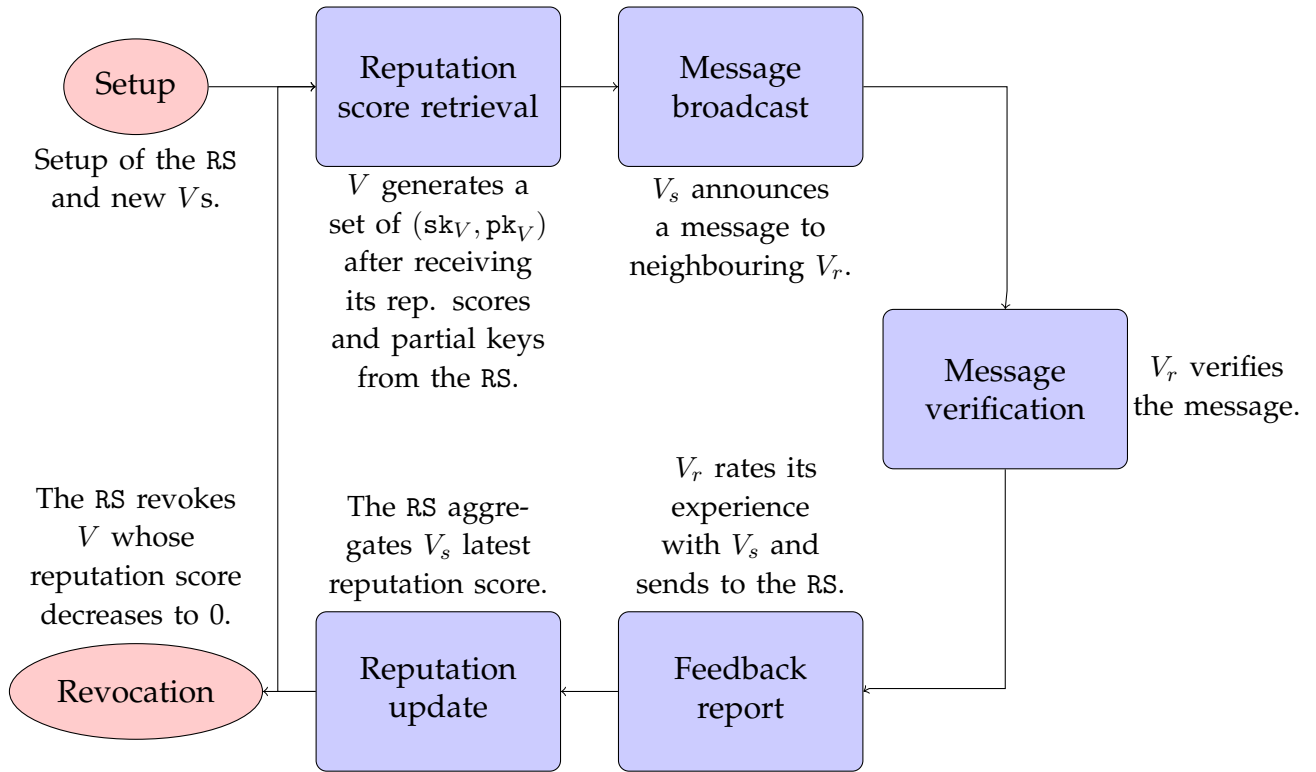 Setup
Setup of the RS
and new Vs.
Reputation
score retrieval
V generates a
set of (sk_V, pk_V)
after receiving
its rep. scores
and partial keys
from the RS.
Message
broadcast
V_s announces
a message to
neighbouring V_r.
Message
verification
V_r verifies
the message.
V_r rates its
experience
with V_s and
sends to the RS.
Feedback
report
The RS aggre-
gates V_s latest
reputation score.
Reputation
update
The RS revokes
V whose
reputation score
decreases to 0.
Revocation